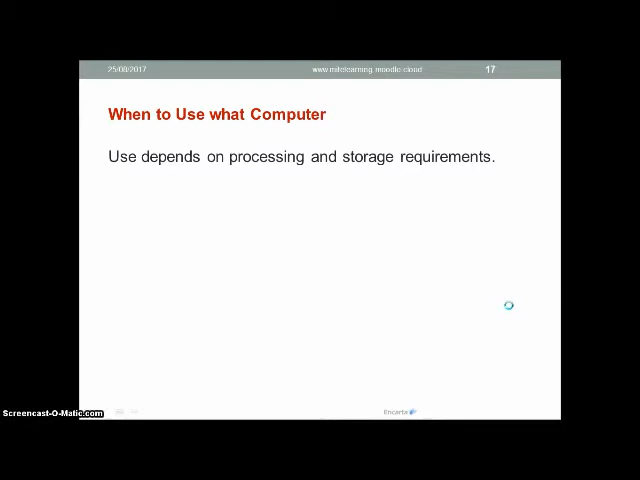 25/08/2017 www.mitelearning.moodle.cloud 17
When to Use what Computer
Use depends on processing and storage requirements.
Screencast-O-Matic.com
Encarta